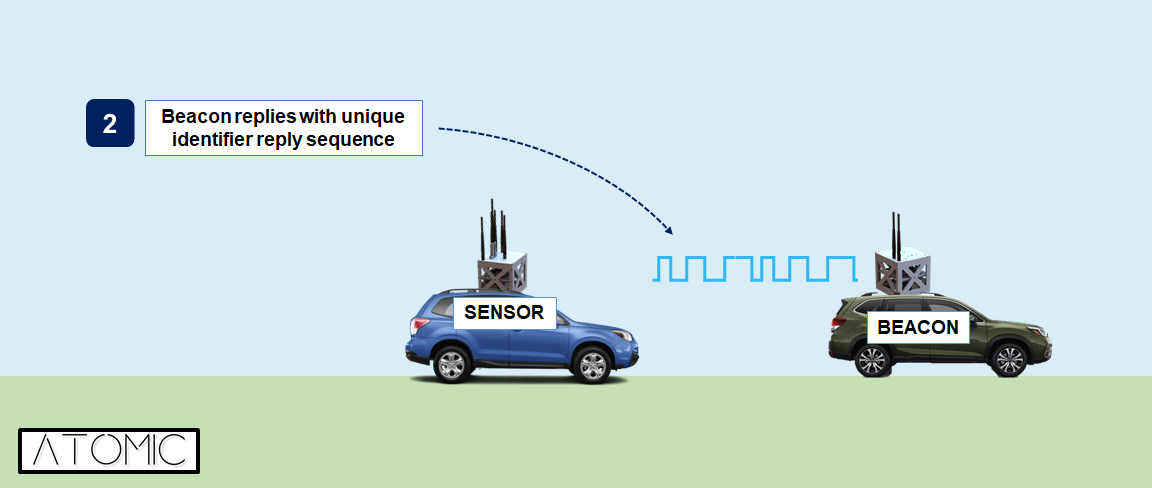 2
Beacon replies with unique
identifier reply sequence
SENSOR
BEACON
ATOMIC